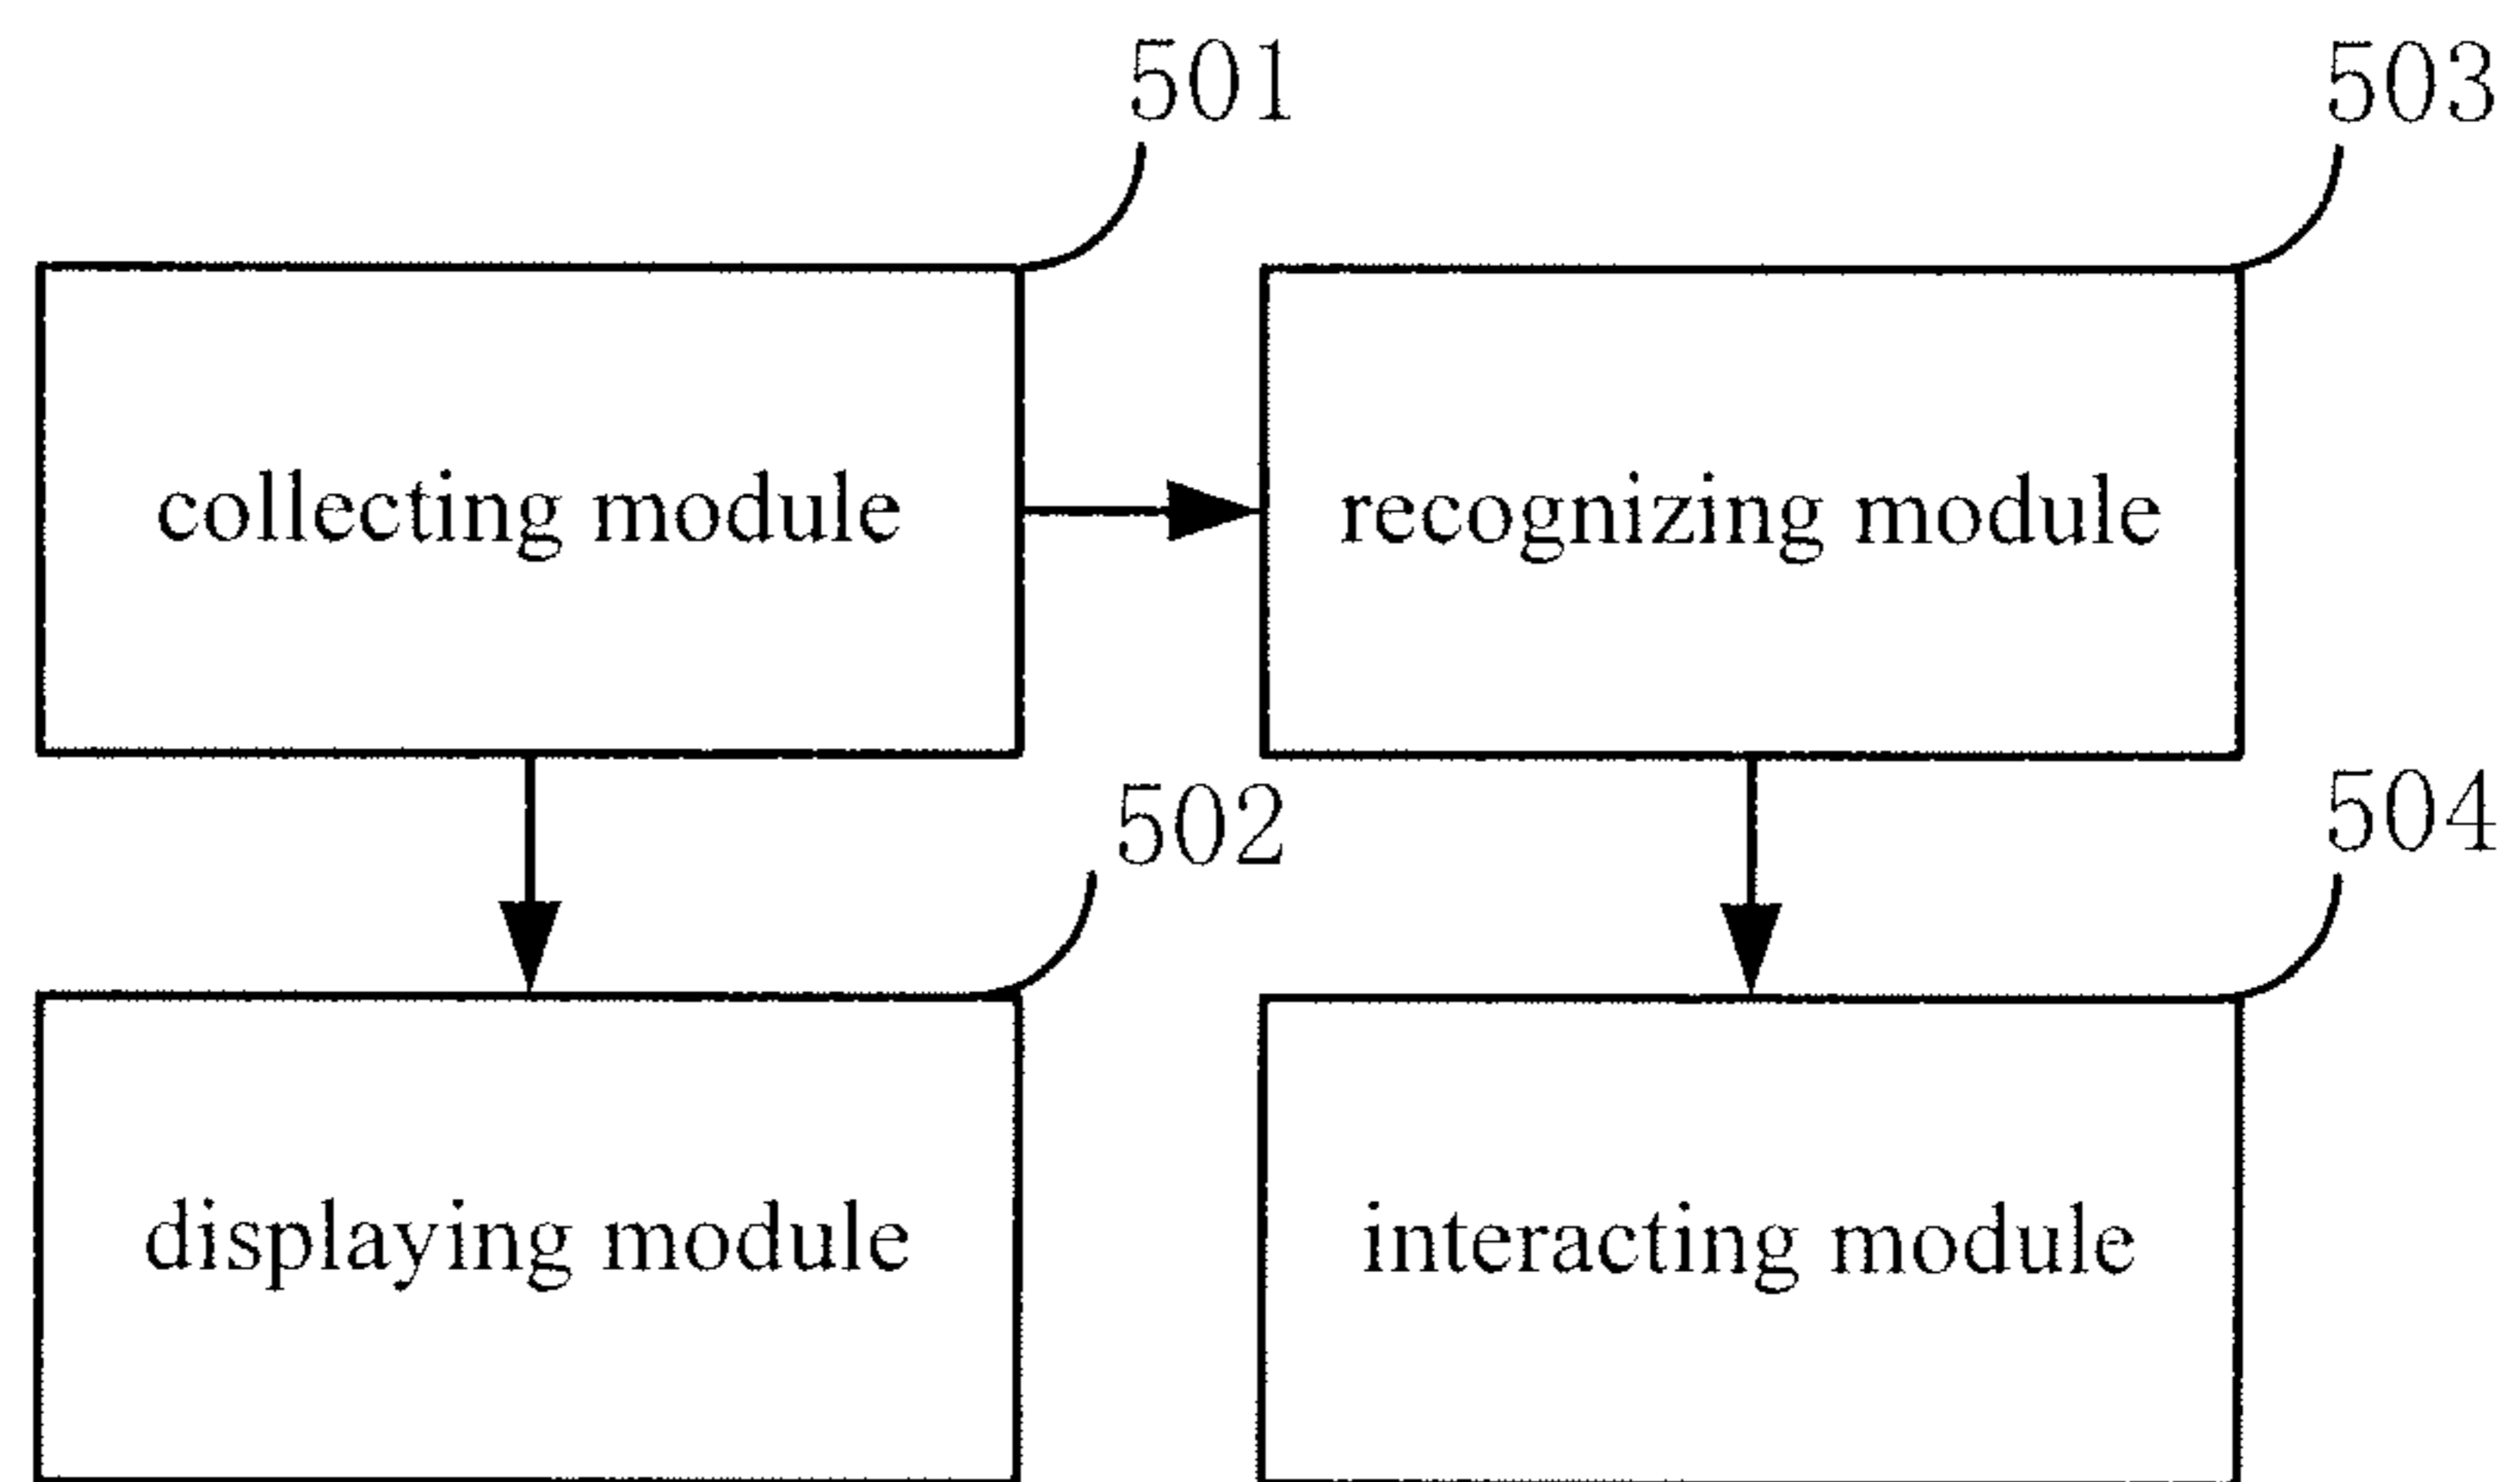 501
503
collecting module
recognizing module
502
504
displaying module
interacting module